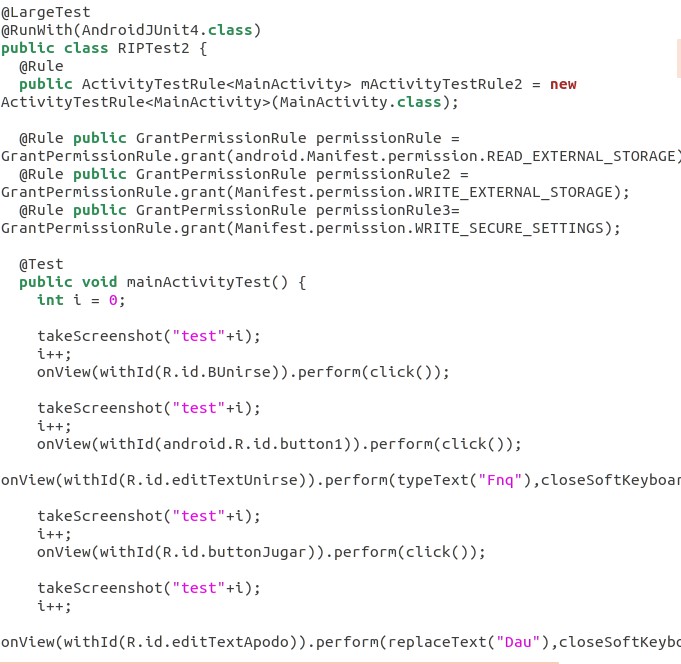 @LargeTest
@RunWith(AndroidJUnit4.class)
public class RIPTest2 {
@Rule
public ActivityTestRule<MainActivity> mActivityTestRule2 = new
ActivityTestRule<MainActivity>(MainActivity.class);
@Rule public GrantPermissionRule permissionRule =
GrantPermissionRule.grant(android.Manifest.permission.READ_EXTERNAL_STORAGE)
@Rule public GrantPermissionRule permissionRule2 =
GrantPermissionRule.grant(Manifest.permission.WRITE_EXTERNAL_STORAGE);
@Rule public GrantPermissionRule permissionRule3=
GrantPermissionRule.grant(Manifest.permission.WRITE_SECURE_SETTINGS);
@Test
public void mainActivityTest() {
int i = 0;
takeScreenshot("test"+i);
i++;
onView(withId(R.id.BUnirse)).perform(click());
takeScreenshot("test"+i);
i++;
onView(withId(android.R.id.button1)).perform(click());
onView(withId(R.id.editTextUnirse)).perform(typeText("Fnq"),closeSoftKeyboar
takeScreenshot("test"+i);
i++;
onView(withId(R.id.buttonJugar)).perform(click());
takeScreenshot("test"+i);
i++;
onView(withId(R.id.editTextApodo)).perform(replaceText("Dau"),closeSoftKeybo